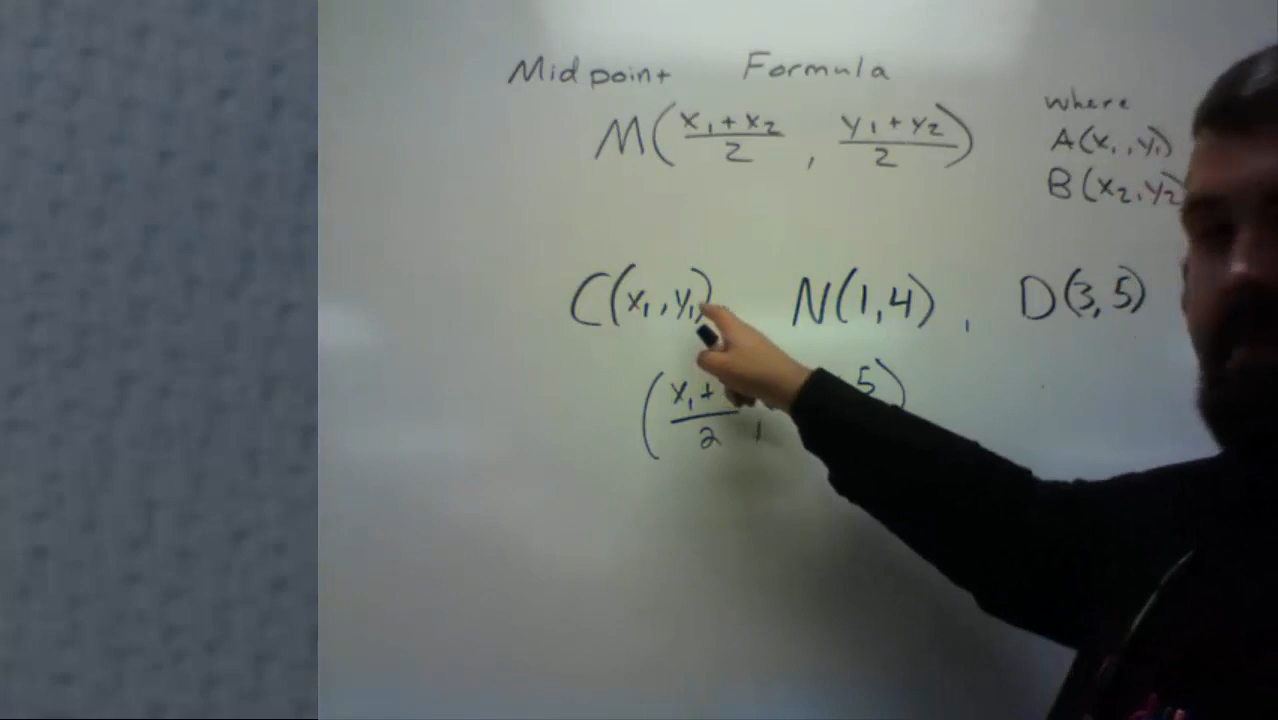 Midpoint Formula
M(x₁+x₂/2, y₁+y₂/2)
where
A(x₁,y₁)
B(x₂,y₂)
C(x₁,y₁) N(1,4), D(3,5)
(x₁+ /2, 5)